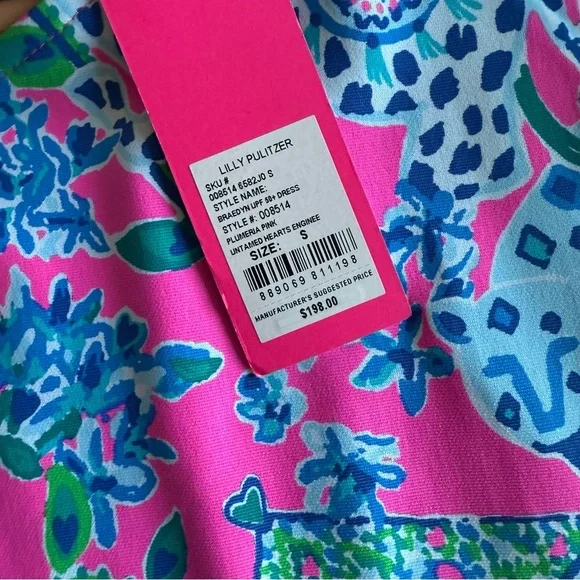 LILLY PULITZER
SKU #
008514 6582J0 S
STYLE NAME:
BRAEDYN UPF 50+ DRESS
STYLE #: 008514
PLUMERIA PINK
UNTAMED HEARTS ENGINEE
SIZE: S
889069 811198
MANUFACTURER'S SUGGESTED PRICE
$198.00